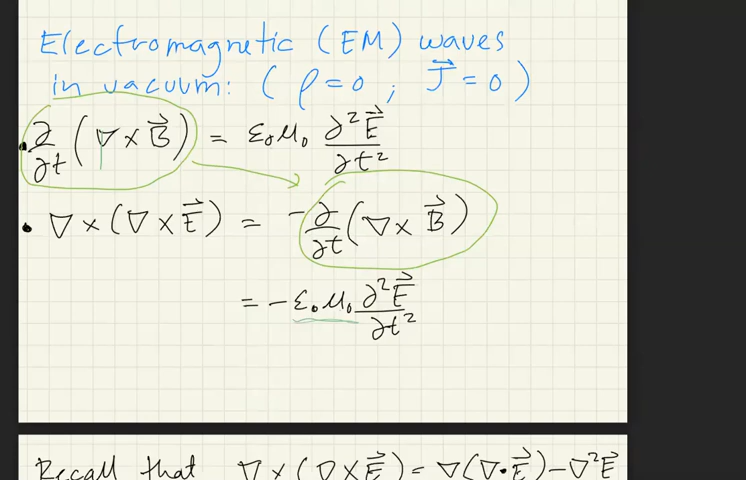 Electromagnetic (EM) waves
in vacuum: ( ρ=0 ; J⃗ = 0 )
• ∂/∂t (∇ × B⃗) = ε₀μ₀ ∂²E⃗/∂t²
• ∇ × (∇ × E⃗) = -∂/∂t (∇ × B⃗)
= - ε₀μ₀ ∂²E⃗/∂t²
Recall that ∇ × (∇ × E⃗) = ∇(∇·E⃗) - ∇²E⃗